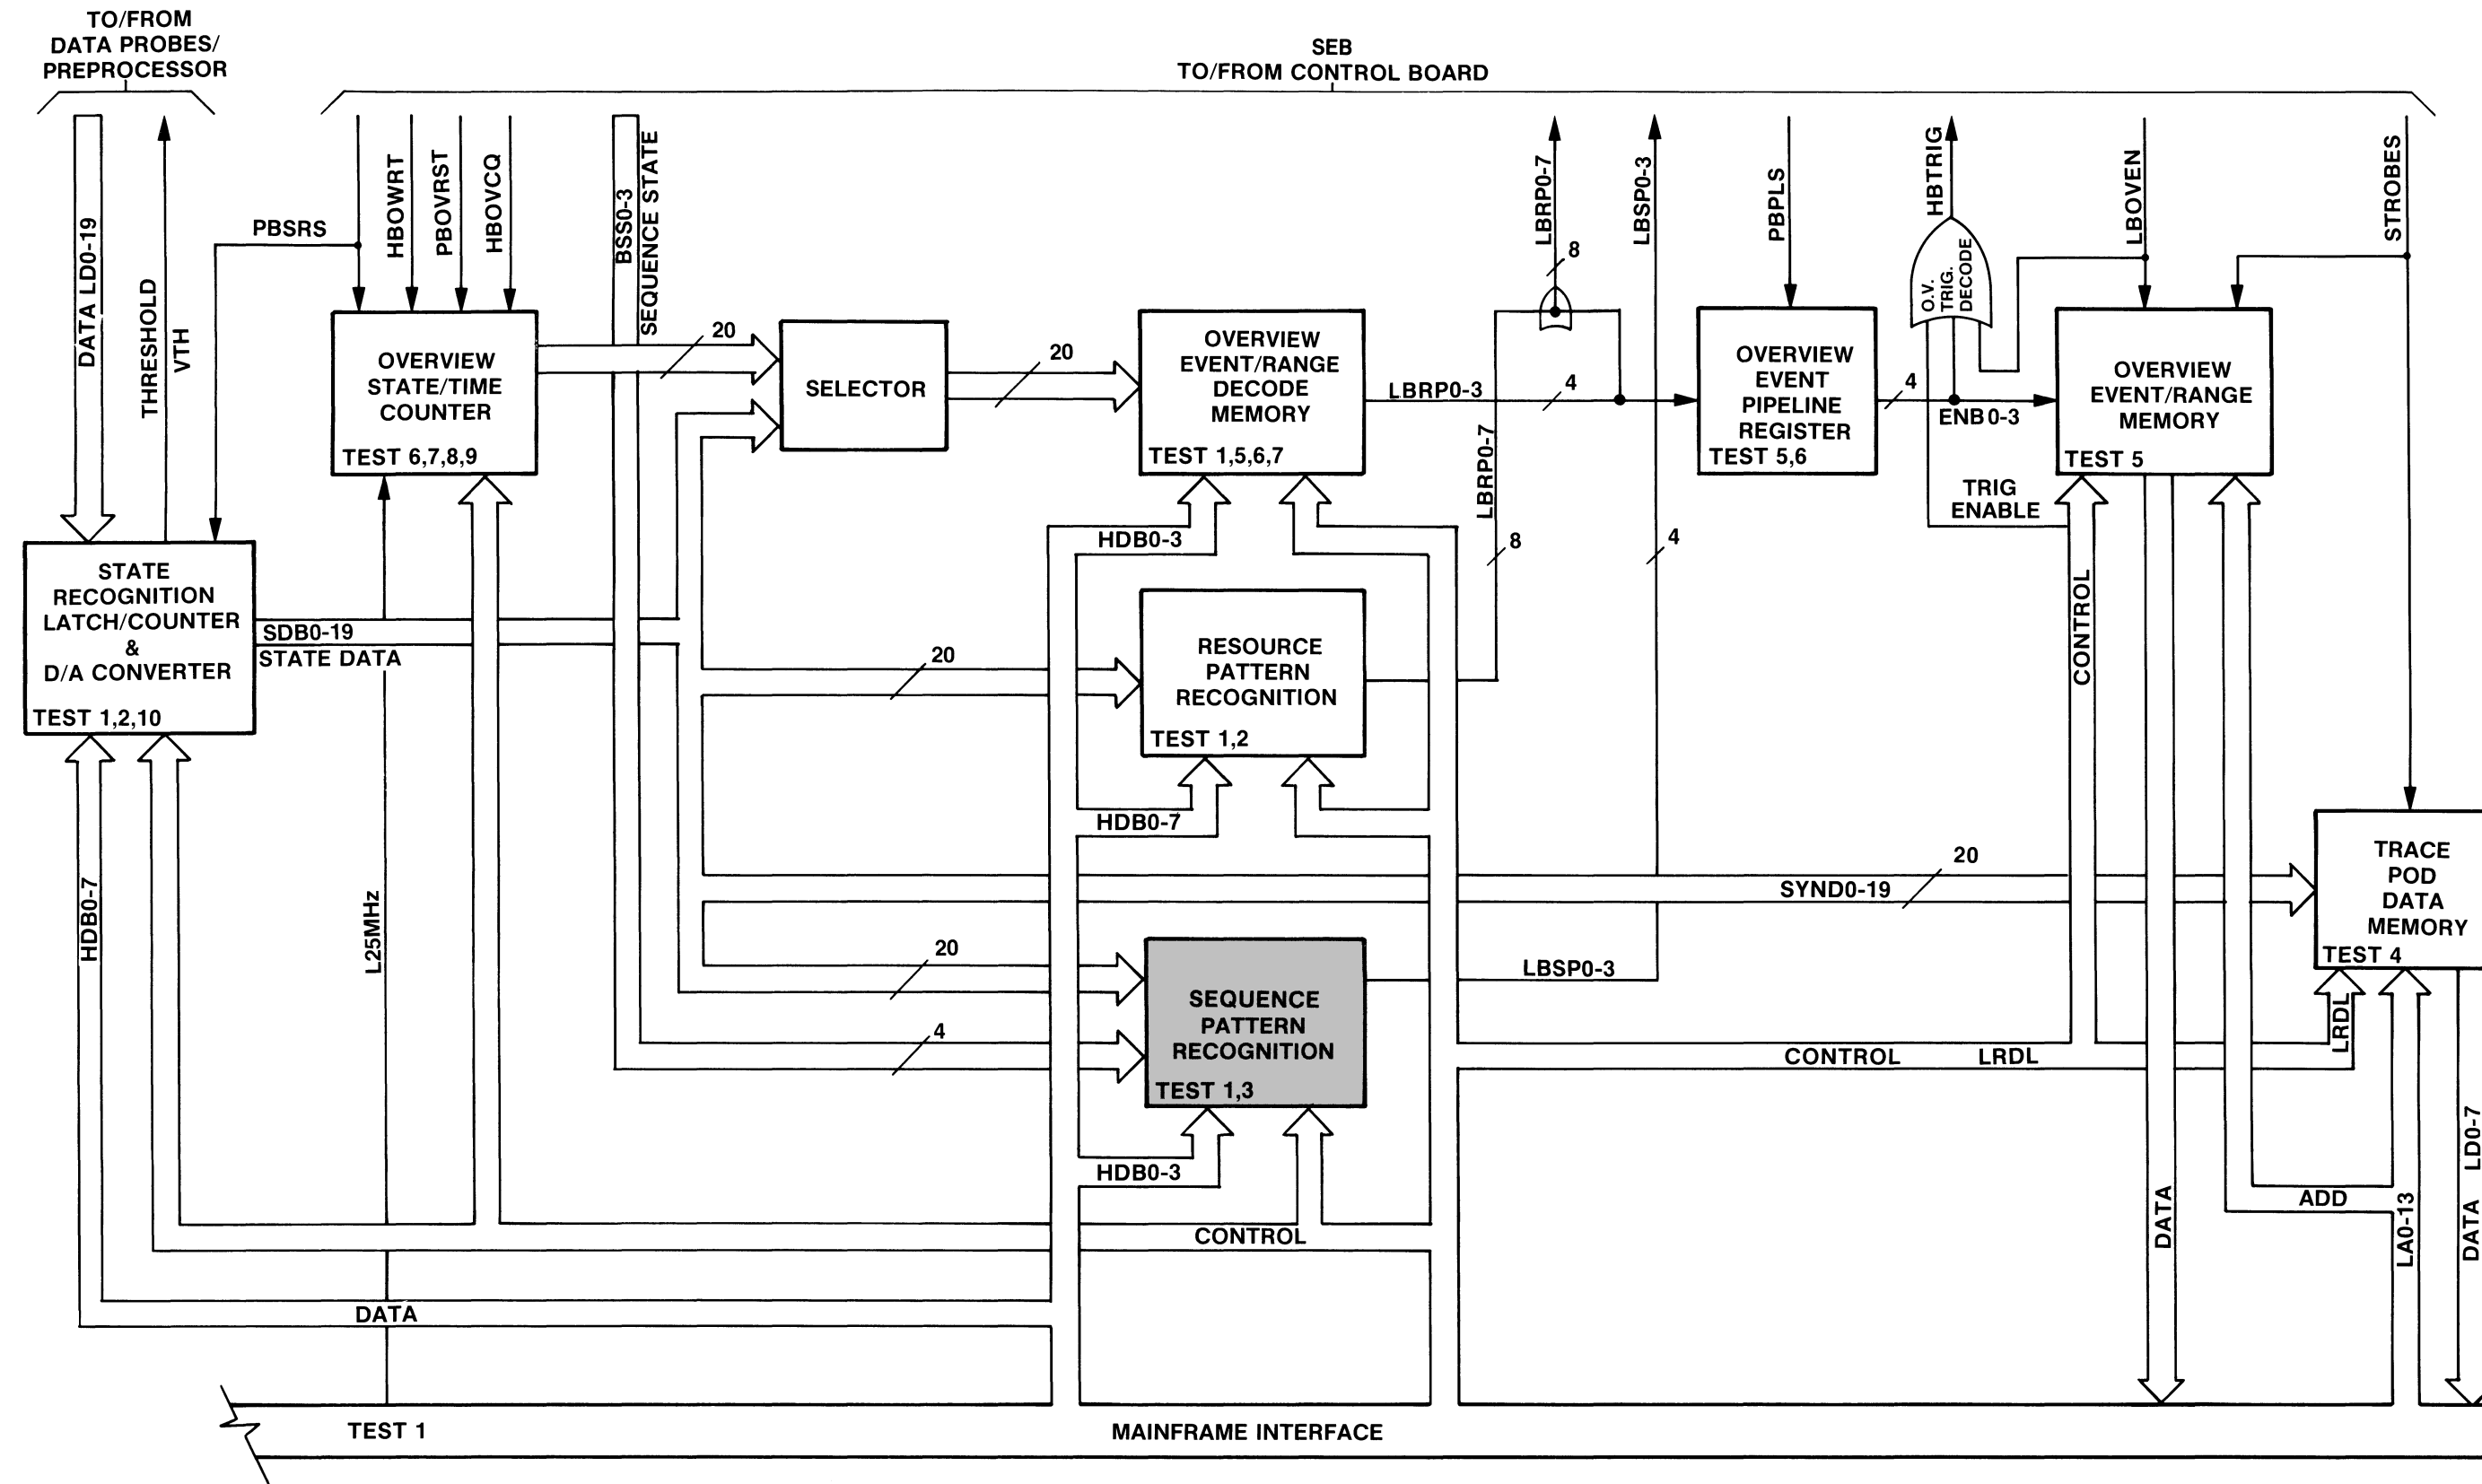 TO/FROM
DATA PROBES/
PREPROCESSOR
SEB
TO/FROM CONTROL BOARD
DATA LD0-19
THRESHOLD
VTH
PBSRS
HBOWRT
PBOVRST
HBOVCQ
BSS0-3
SEQUENCE STATE
LBRP0-7
8
LBSP0-3
PBPLS
HBTRIG
O.V.
TRIG.
DECODE
LBOVEN
STROBES
OVERVIEW
STATE/TIME
COUNTER
TEST 6,7,8,9
20
SELECTOR
20
OVERVIEW
EVENT/RANGE
DECODE
MEMORY
TEST 1,5,6,7
LBRP0-3
4
OVERVIEW
EVENT
PIPELINE
REGISTER
TEST 5,6
4
ENB0-3
OVERVIEW
EVENT/RANGE
MEMORY
TEST 5
TRIG
ENABLE
LBRP0-7
8
4
HDB0-3
STATE
RECOGNITION
LATCH/COUNTER
&
D/A CONVERTER
TEST 1,2,10
SDB0-19
STATE DATA
20
RESOURCE
PATTERN
RECOGNITION
TEST 1,2
CONTROL
HDB0-7
HDB0-7
L25MHz
20
SYND0-19
TRACE
POD
DATA
MEMORY
TEST 4
20
LBSP0-3
SEQUENCE
PATTERN
RECOGNITION
TEST 1,3
4
CONTROL
LRDL
LRDL
HDB0-3
CONTROL
DATA
ADD
LA0-13
DATA LD0-7
DATA
TEST 1
MAINFRAME INTERFACE